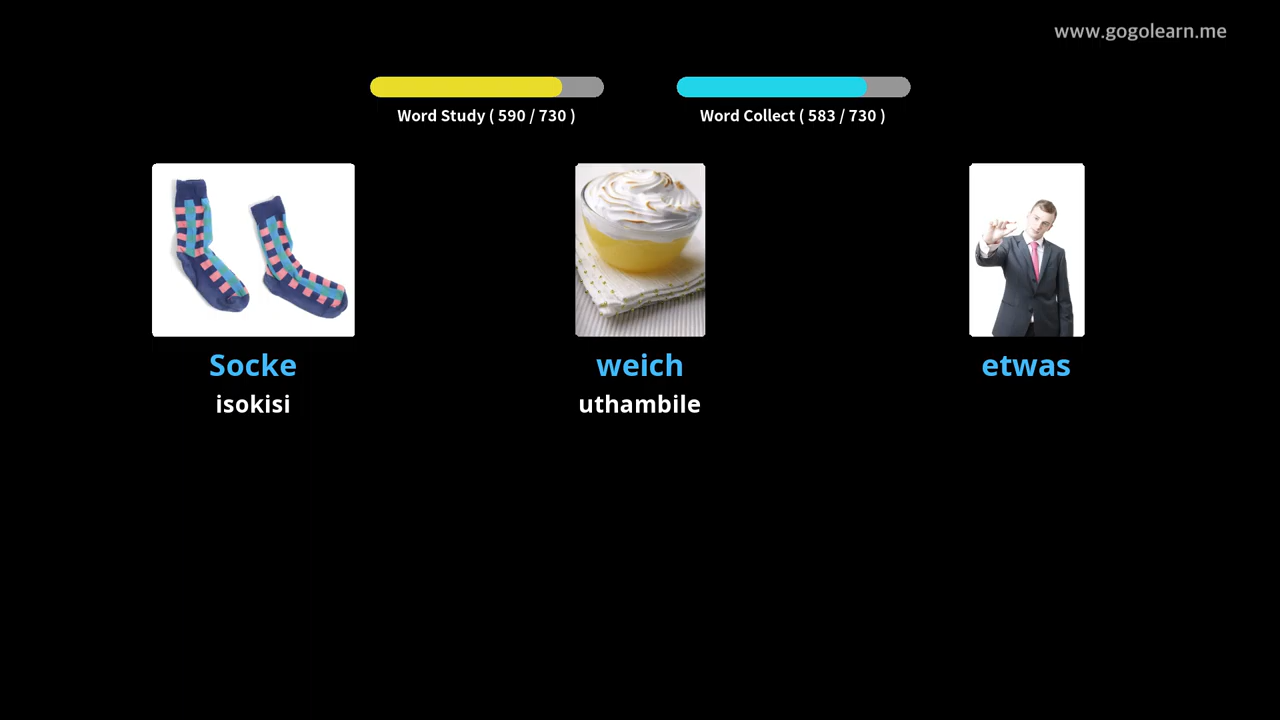 www.gogolearn.me
Word Study ( 590 / 730 )
Word Collect ( 583 / 730 )
Socke
weich
etwas
isokisi
uthambile